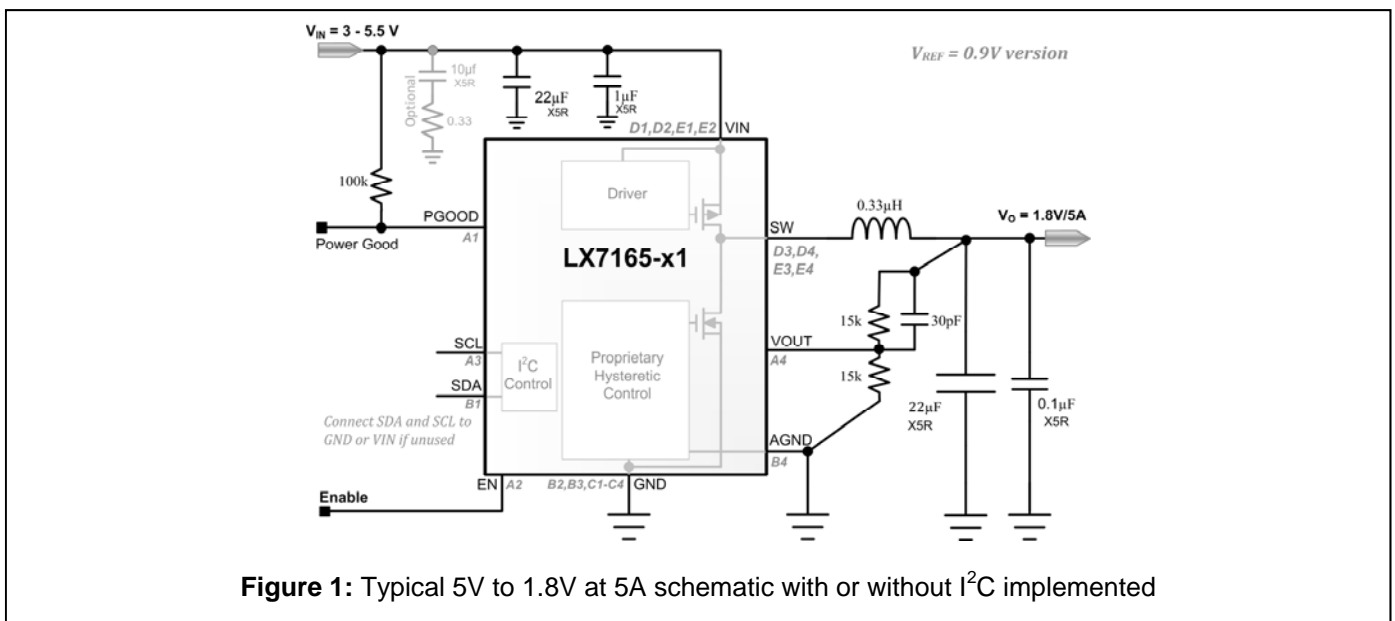 V_IN = 3 - 5.5 V
V_REF = 0.9V version
10µf
X5R
Optional
0.33
22µF
X5R
1µF
X5R
D1,D2,E1,E2
VIN
100k
Driver
PGOOD
A1
Power Good
LX7165-x1
SW
D3,D4,
E3,E4
0.33µH
V_O = 1.8V/5A
15k
30pF
VOUT
A4
15k
22µF
X5R
0.1µF
X5R
SCL
A3
SDA
B1
I²C
Control
Proprietary
Hysteretic
Control
Connect SDA and SCL to
GND or VIN if unused
AGND
B4
EN
A2
B2,B3,C1-C4
GND
Enable
Figure 1: Typical 5V to 1.8V at 5A schematic with or without I²C implemented